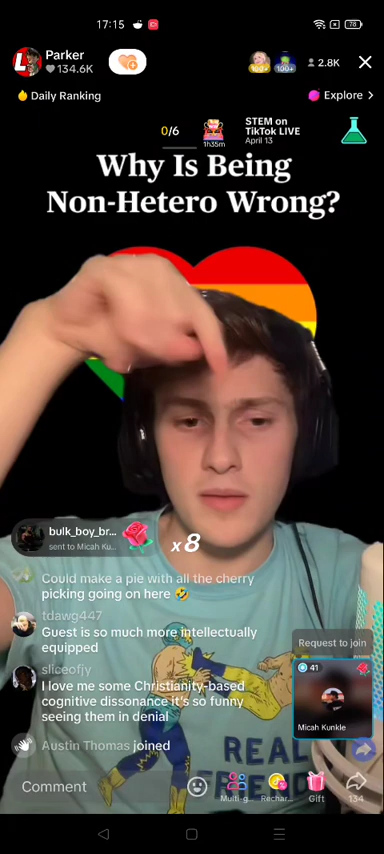 17:15
78
Parker
134.6K
100+
100+
2.8K
Daily Ranking
Explore
0/6
1h35m
STEM on
TikTok LIVE
April 13
Why Is Being
Non-Hetero Wrong?
bulk_boy_br...
sent to Micah Ku...
x8
Could make a pie with all the cherry
picking going on here 🤣
tdawg447
Guest is so much more intellectually
equipped
sliceofjy
I love me some Christianity-based
cognitive dissonance it's so funny
seeing them in denial
Austin Thomas joined
Request to join
41
Micah Kunkle
REAL
FRIEND
Comment
Multi-g...
Rechar...
Gift
134